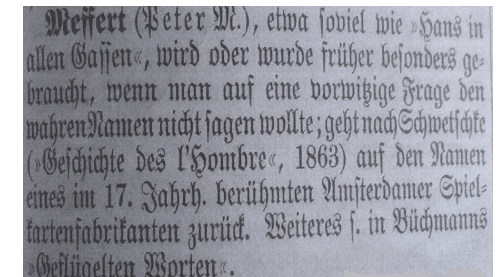 Meffert (Peter M.), etwa soviel wie »Hans in
allen Gassen«, wird oder wurde früher besonders ge-
braucht, wenn man auf eine vorwitzige Frage den
wahren Namen nicht sagen wollte; geht nach Schwetschke
(»Geschichte des l'Hombre«, 1863) auf den Namen
eines im 17. Jahrh. berühmten Amsterdamer Spiel-
kartenfabrikanten zurück. Weiteres s. in Büchmanns
»Geflügelten Worten«.